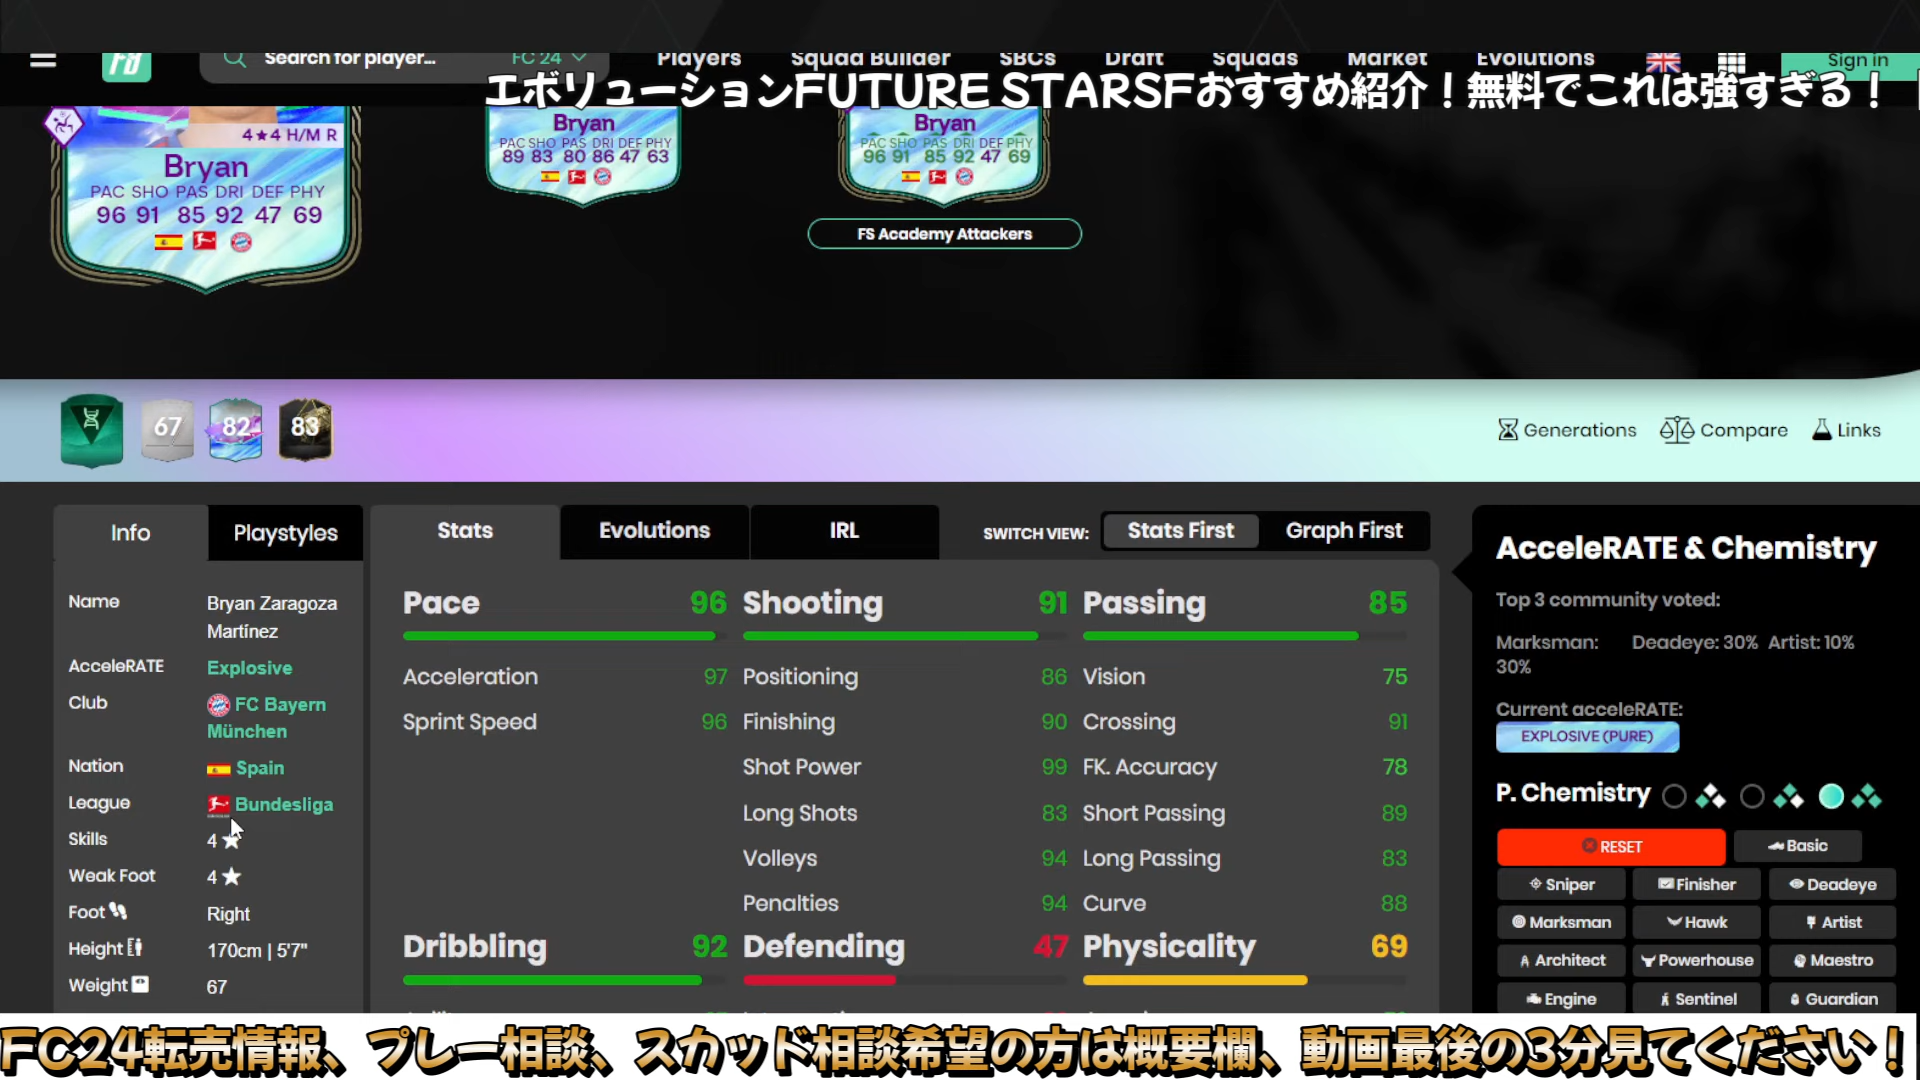 Search for player...
FC 24
Players
Squad Builder
SBCs
Draft
Squads
Market
Evolutions
Sign in
エボリューションFUTURE STARSFおすすめ紹介！無料でこれは強すぎる！
4★4 H/M R
Bryan
PAC SHO PAS DRI DEF PHY
96 91 85 92 47 69
Bryan
PAC SHO PAS DRI DEF PHY
89 83 80 86 47 63
Bryan
PAC SHO PAS DRI DEF PHY
96 91 85 92 47 69
FS Academy Attackers
67
82
83
Generations
Compare
Links
Info
Playstyles
Name
Bryan Zaragoza
Martínez
AcceleRATE
Explosive
Club
FC Bayern
München
Nation
Spain
League
Bundesliga
Skills
4 ★
Weak Foot
4 ★
Foot
Right
Height
170cm | 5'7"
Weight
67
Stats
Evolutions
IRL
SWITCH VIEW:
Stats First
Graph First
Pace 96
Acceleration 97
Sprint Speed 96
Shooting 91
Positioning 86
Finishing 90
Shot Power 99
Long Shots 83
Volleys 94
Penalties 94
Passing 85
Vision 75
Crossing 91
FK. Accuracy 78
Short Passing 89
Long Passing 83
Curve 88
Dribbling 92
Defending 47
Physicality 69
AcceleRATE & Chemistry
Top 3 community voted:
Marksman: Deadeye: 30% Artist: 10%
30%
Current acceleRATE:
EXPLOSIVE (PURE)
P. Chemistry
RESET
Basic
Sniper
Finisher
Deadeye
Marksman
Hawk
Artist
Architect
Powerhouse
Maestro
Engine
Sentinel
Guardian
FC24転売情報、プレー相談、スカッド相談希望の方は概要欄、動画最後の3分見てください！